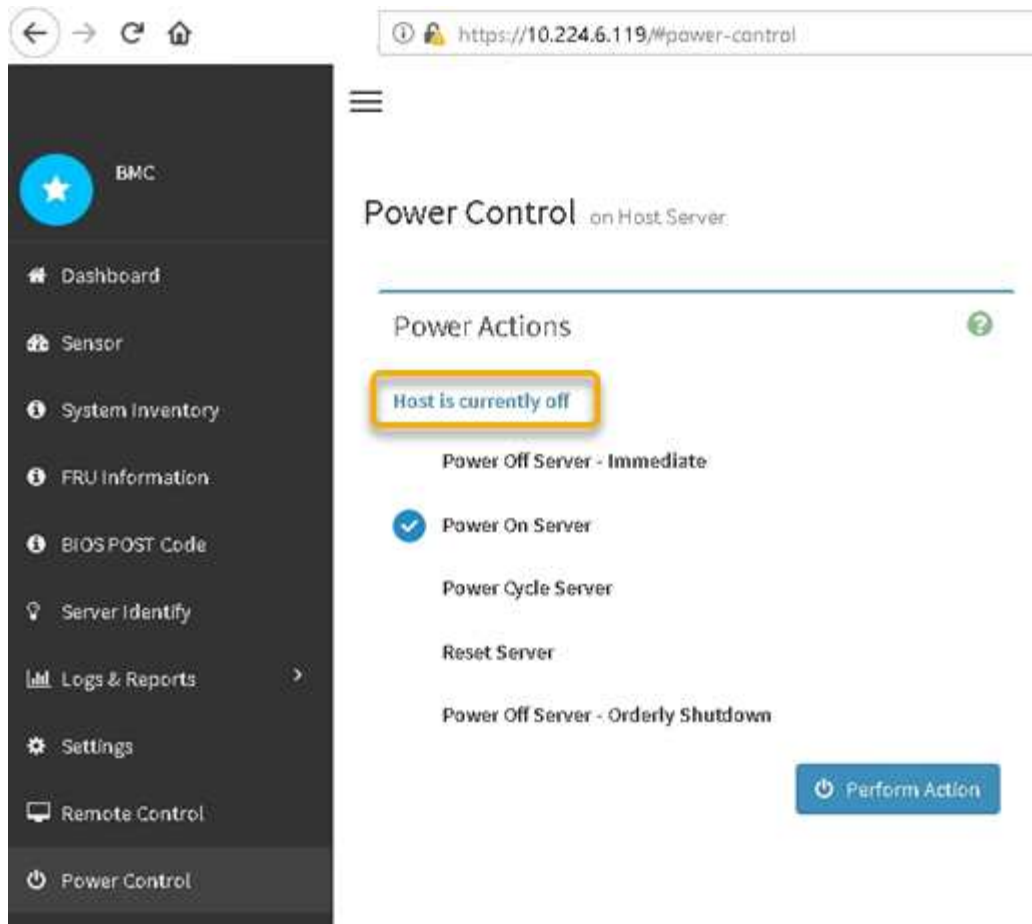 https://10.224.6.119/#power-control
BMC
Dashboard
Sensor
System Inventory
FRU Information
BIOS POST Code
Server Identify
Logs & Reports
Settings
Remote Control
Power Control
Power Control on Host Server
Power Actions
Host is currently off
Power Off Server - Immediate
Power On Server
Power Cycle Server
Reset Server
Power Off Server - Orderly Shutdown
Perform Action